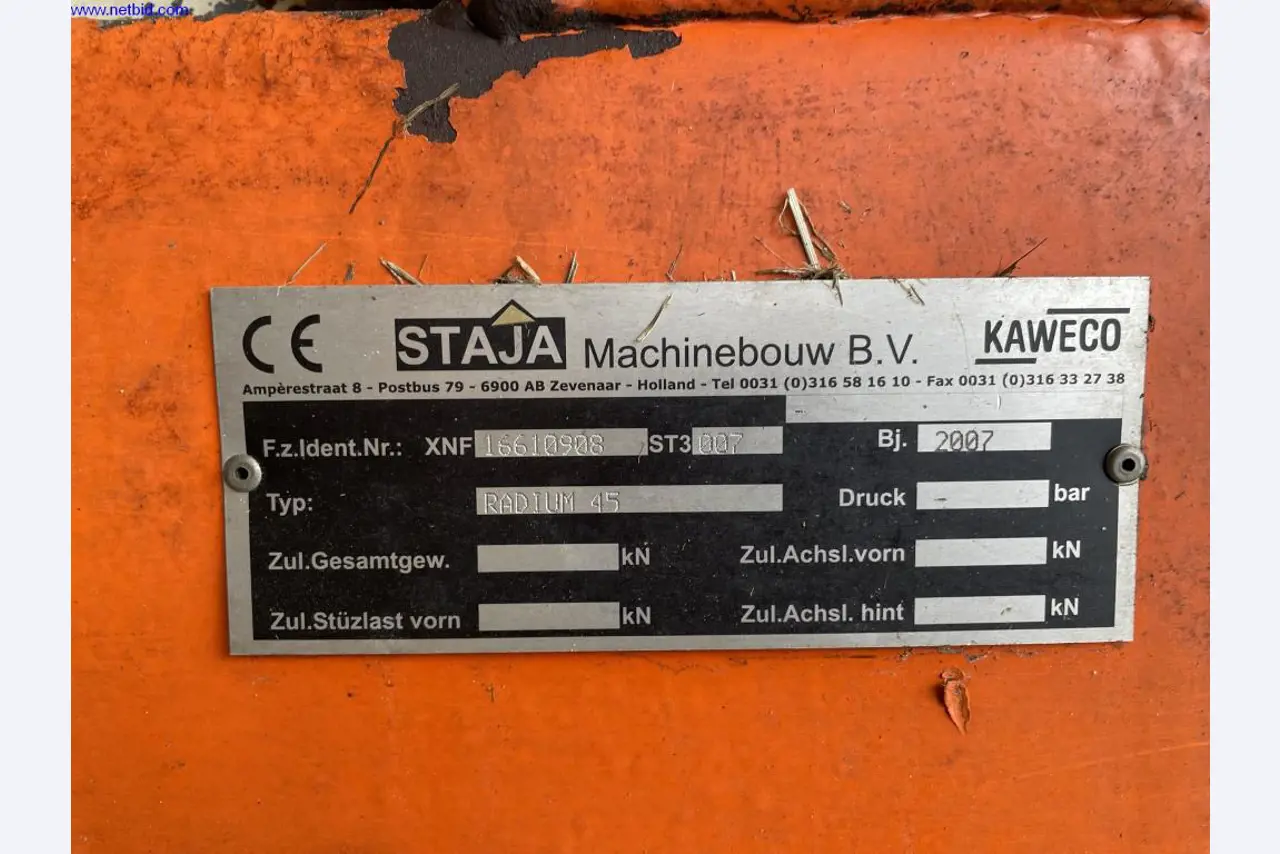 www.netbid.com
CE STAJA Machinebouw B.V. KAWECO
Ampèrestraat 8 - Postbus 79 - 6900 AB Zevenaar - Holland - Tel 0031 (0)316 58 16 10 - Fax 0031 (0)316 33 27 38
F.z.Ident.Nr.: XNF 16610908 ST3 007 Bj. 2007
Typ: RADIUM 45 Druck bar
Zul.Gesamtgew. kN Zul.Achsl.vorn kN
Zul.Stüzlast vorn kN Zul.Achsl. hint kN